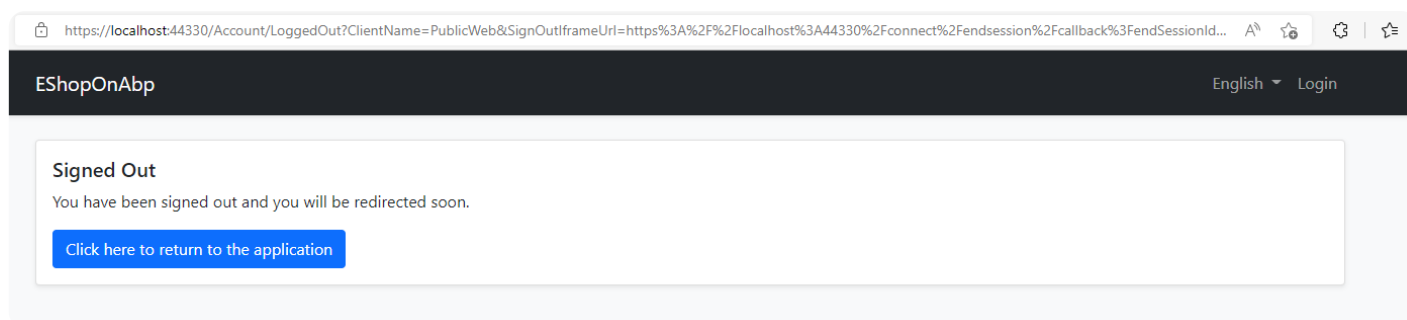 https://localhost:44330/Account/LoggedOut?ClientName=PublicWeb&SignOutIframeUrl=https%3A%2F%2Flocalhost%3A44330%2Fconnect%2Fendsession%2Fcallback%3FendSessionId...
EShopOnAbp English Login
Signed Out
You have been signed out and you will be redirected soon.
Click here to return to the application